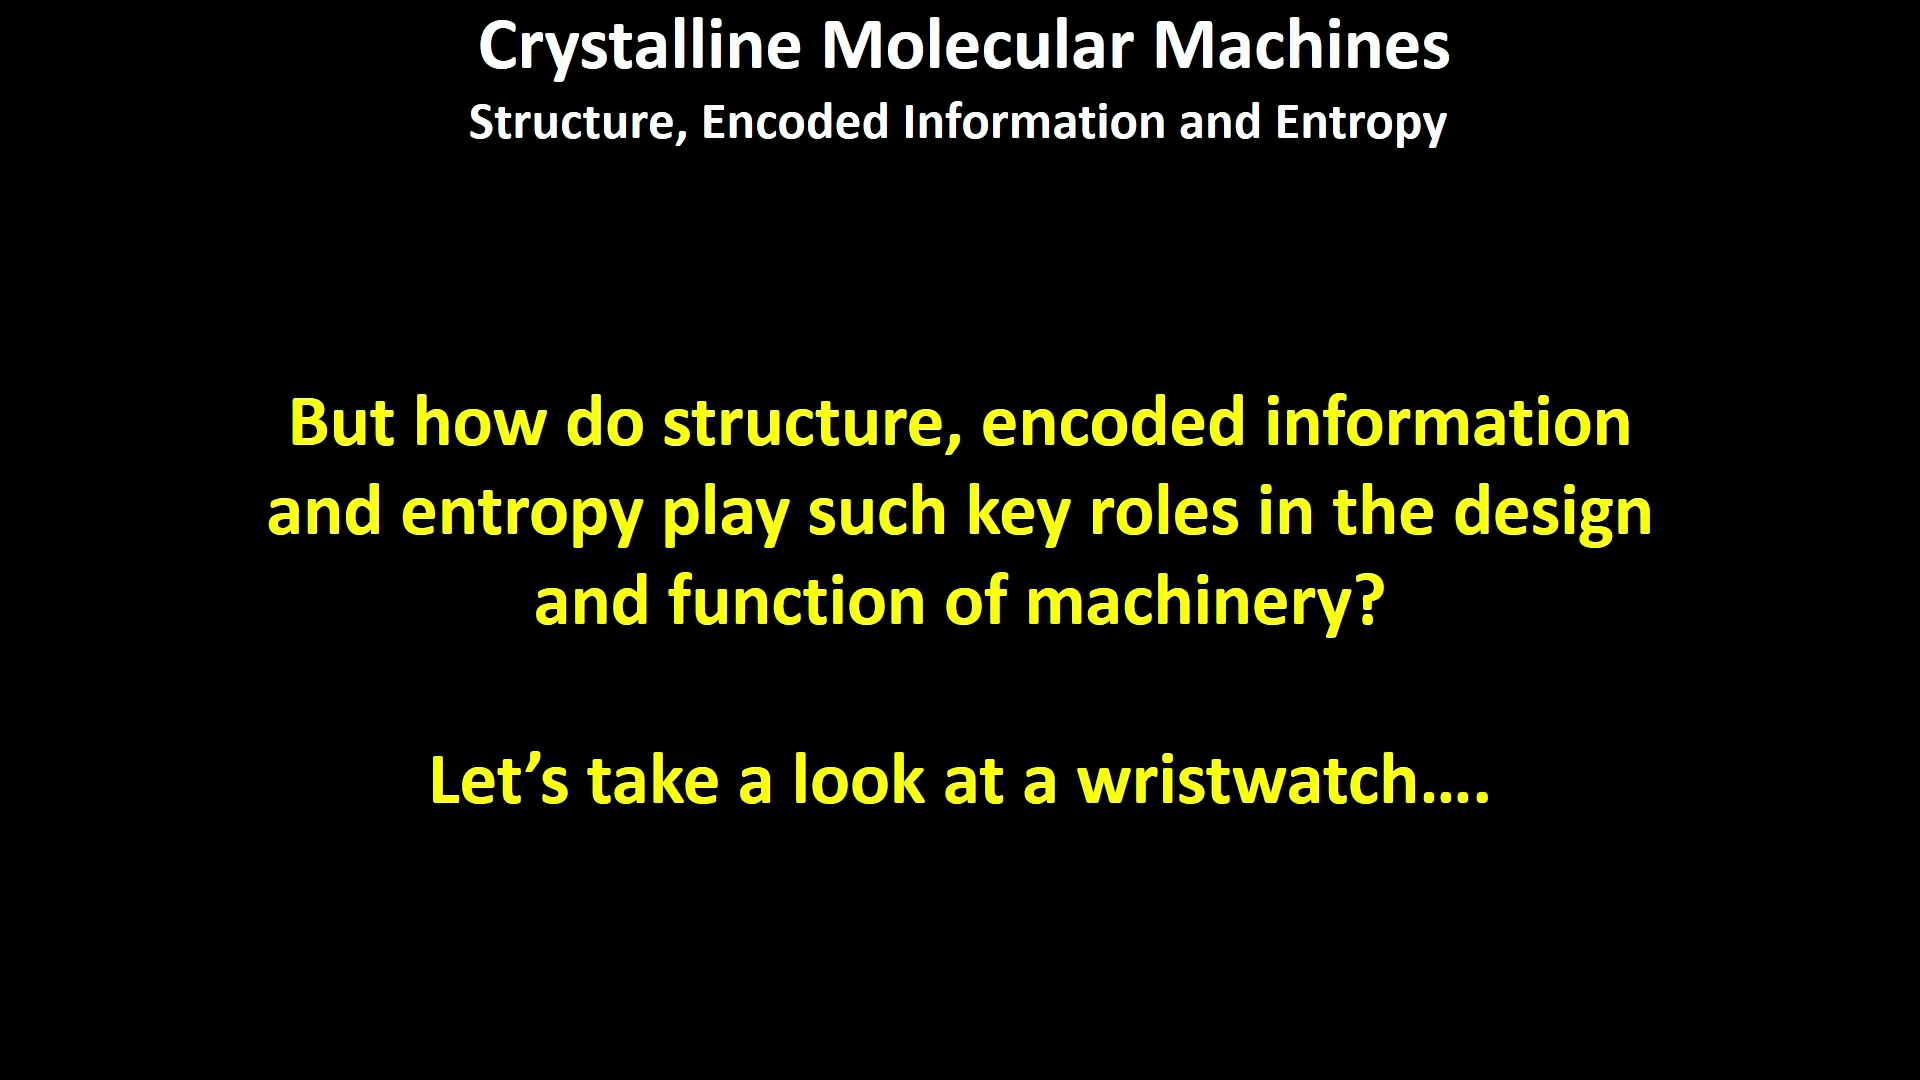 Crystalline Molecular Machines
Structure, Encoded Information and Entropy
But how do structure, encoded information
and entropy play such key roles in the design
and function of machinery?
Let’s take a look at a wristwatch….